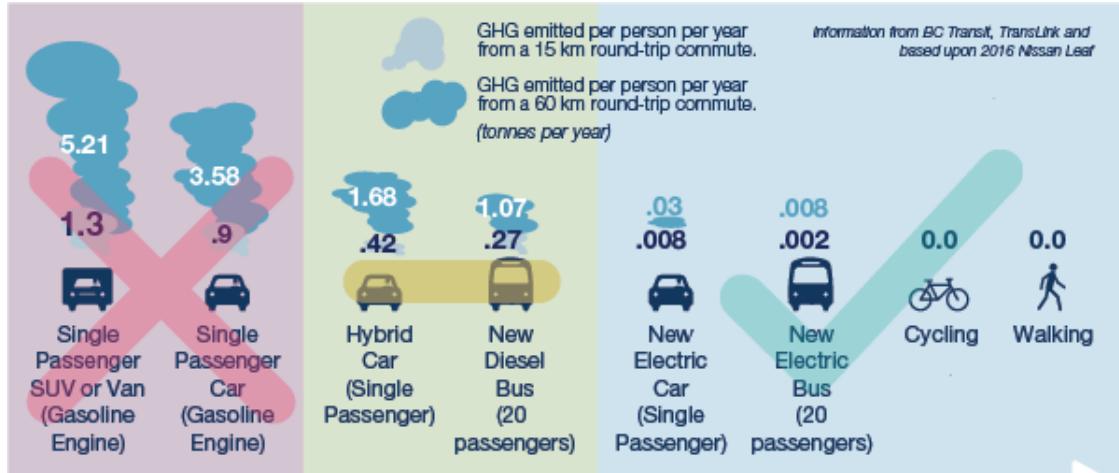 GHG emitted per person per year
from a 15 km round-trip commute.
GHG emitted per person per year
from a 60 km round-trip commute.
(tonnes per year)
Information from BC Transit, TransLink and
based upon 2016 Nissan Leaf
5.21
1.3
Single
Passenger
SUV or Van
(Gasoline
Engine)
3.58
.9
Single
Passenger
Car
(Gasoline
Engine)
1.68
.42
Hybrid
Car
(Single
Passenger)
1.07
.27
New
Diesel
Bus
(20
passengers)
.03
.008
New
Electric
Car
(Single
Passenger)
.008
.002
New
Electric
Bus
(20
passengers)
0.0
Cycling
0.0
Walking